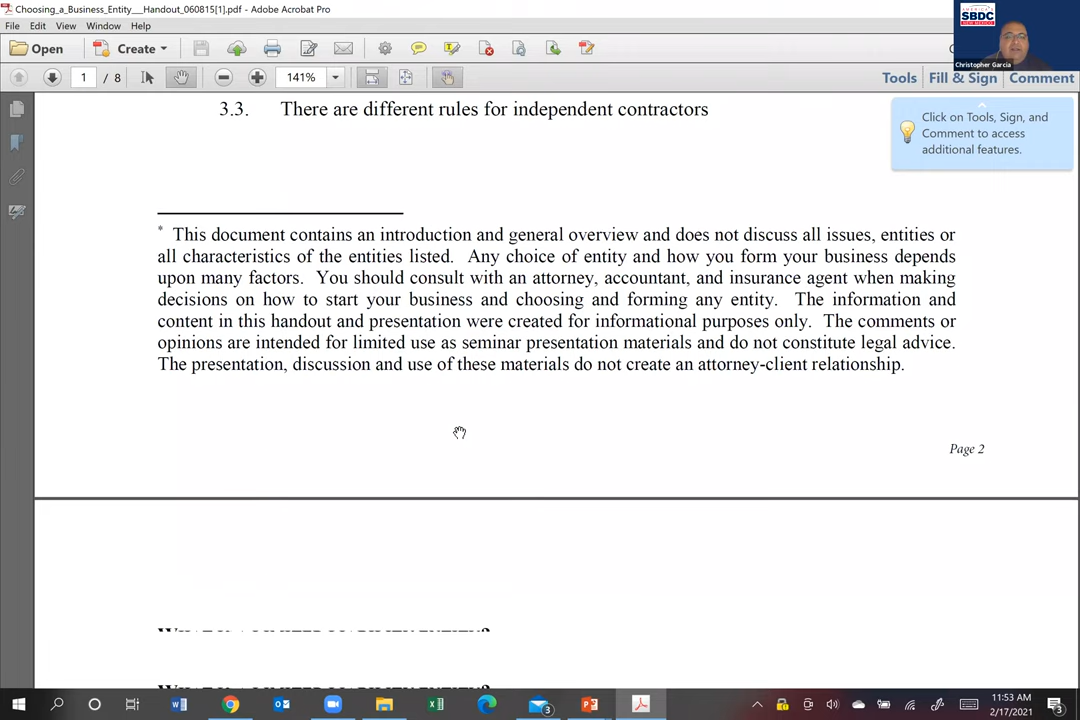 Choosing_a_Business_Entity__Handout_060815[1].pdf - Adobe Acrobat Pro
File Edit View Window Help
AMERICA'S
SBDC
NEW MEXICO
Christopher Garcia
Open Create
1 / 8 141%
Tools Fill & Sign Comment
Click on Tools, Sign, and
Comment to access
additional features.
3.3. There are different rules for independent contractors
* This document contains an introduction and general overview and does not discuss all issues, entities or
all characteristics of the entities listed. Any choice of entity and how you form your business depends
upon many factors. You should consult with an attorney, accountant, and insurance agent when making
decisions on how to start your business and choosing and forming any entity. The information and
content in this handout and presentation were created for informational purposes only. The comments or
opinions are intended for limited use as seminar presentation materials and do not constitute legal advice.
The presentation, discussion and use of these materials do not create an attorney-client relationship.
Page 2
3
11:53 AM
2/17/2021
3